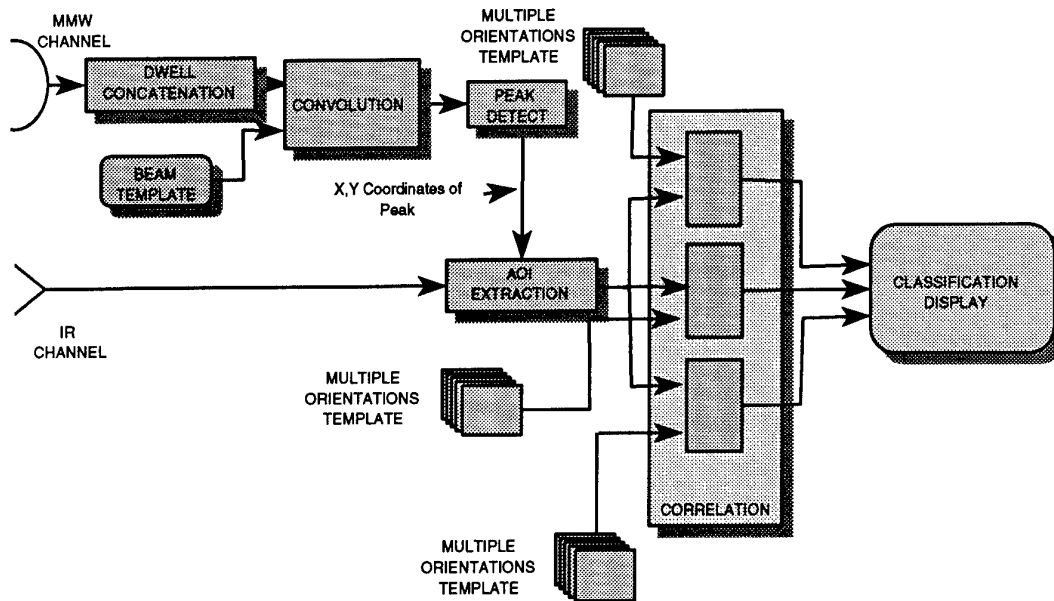 MMW
CHANNEL
DWELL
CONCATENATION
CONVOLUTION
PEAK
DETECT
MULTIPLE
ORIENTATIONS
TEMPLATE
BEAM
TEMPLATE
X,Y Coordinates of
Peak
AOI
EXTRACTION
CLASSIFICATION
DISPLAY
IR
CHANNEL
MULTIPLE
ORIENTATIONS
TEMPLATE
CORRELATION
MULTIPLE
ORIENTATIONS
TEMPLATE